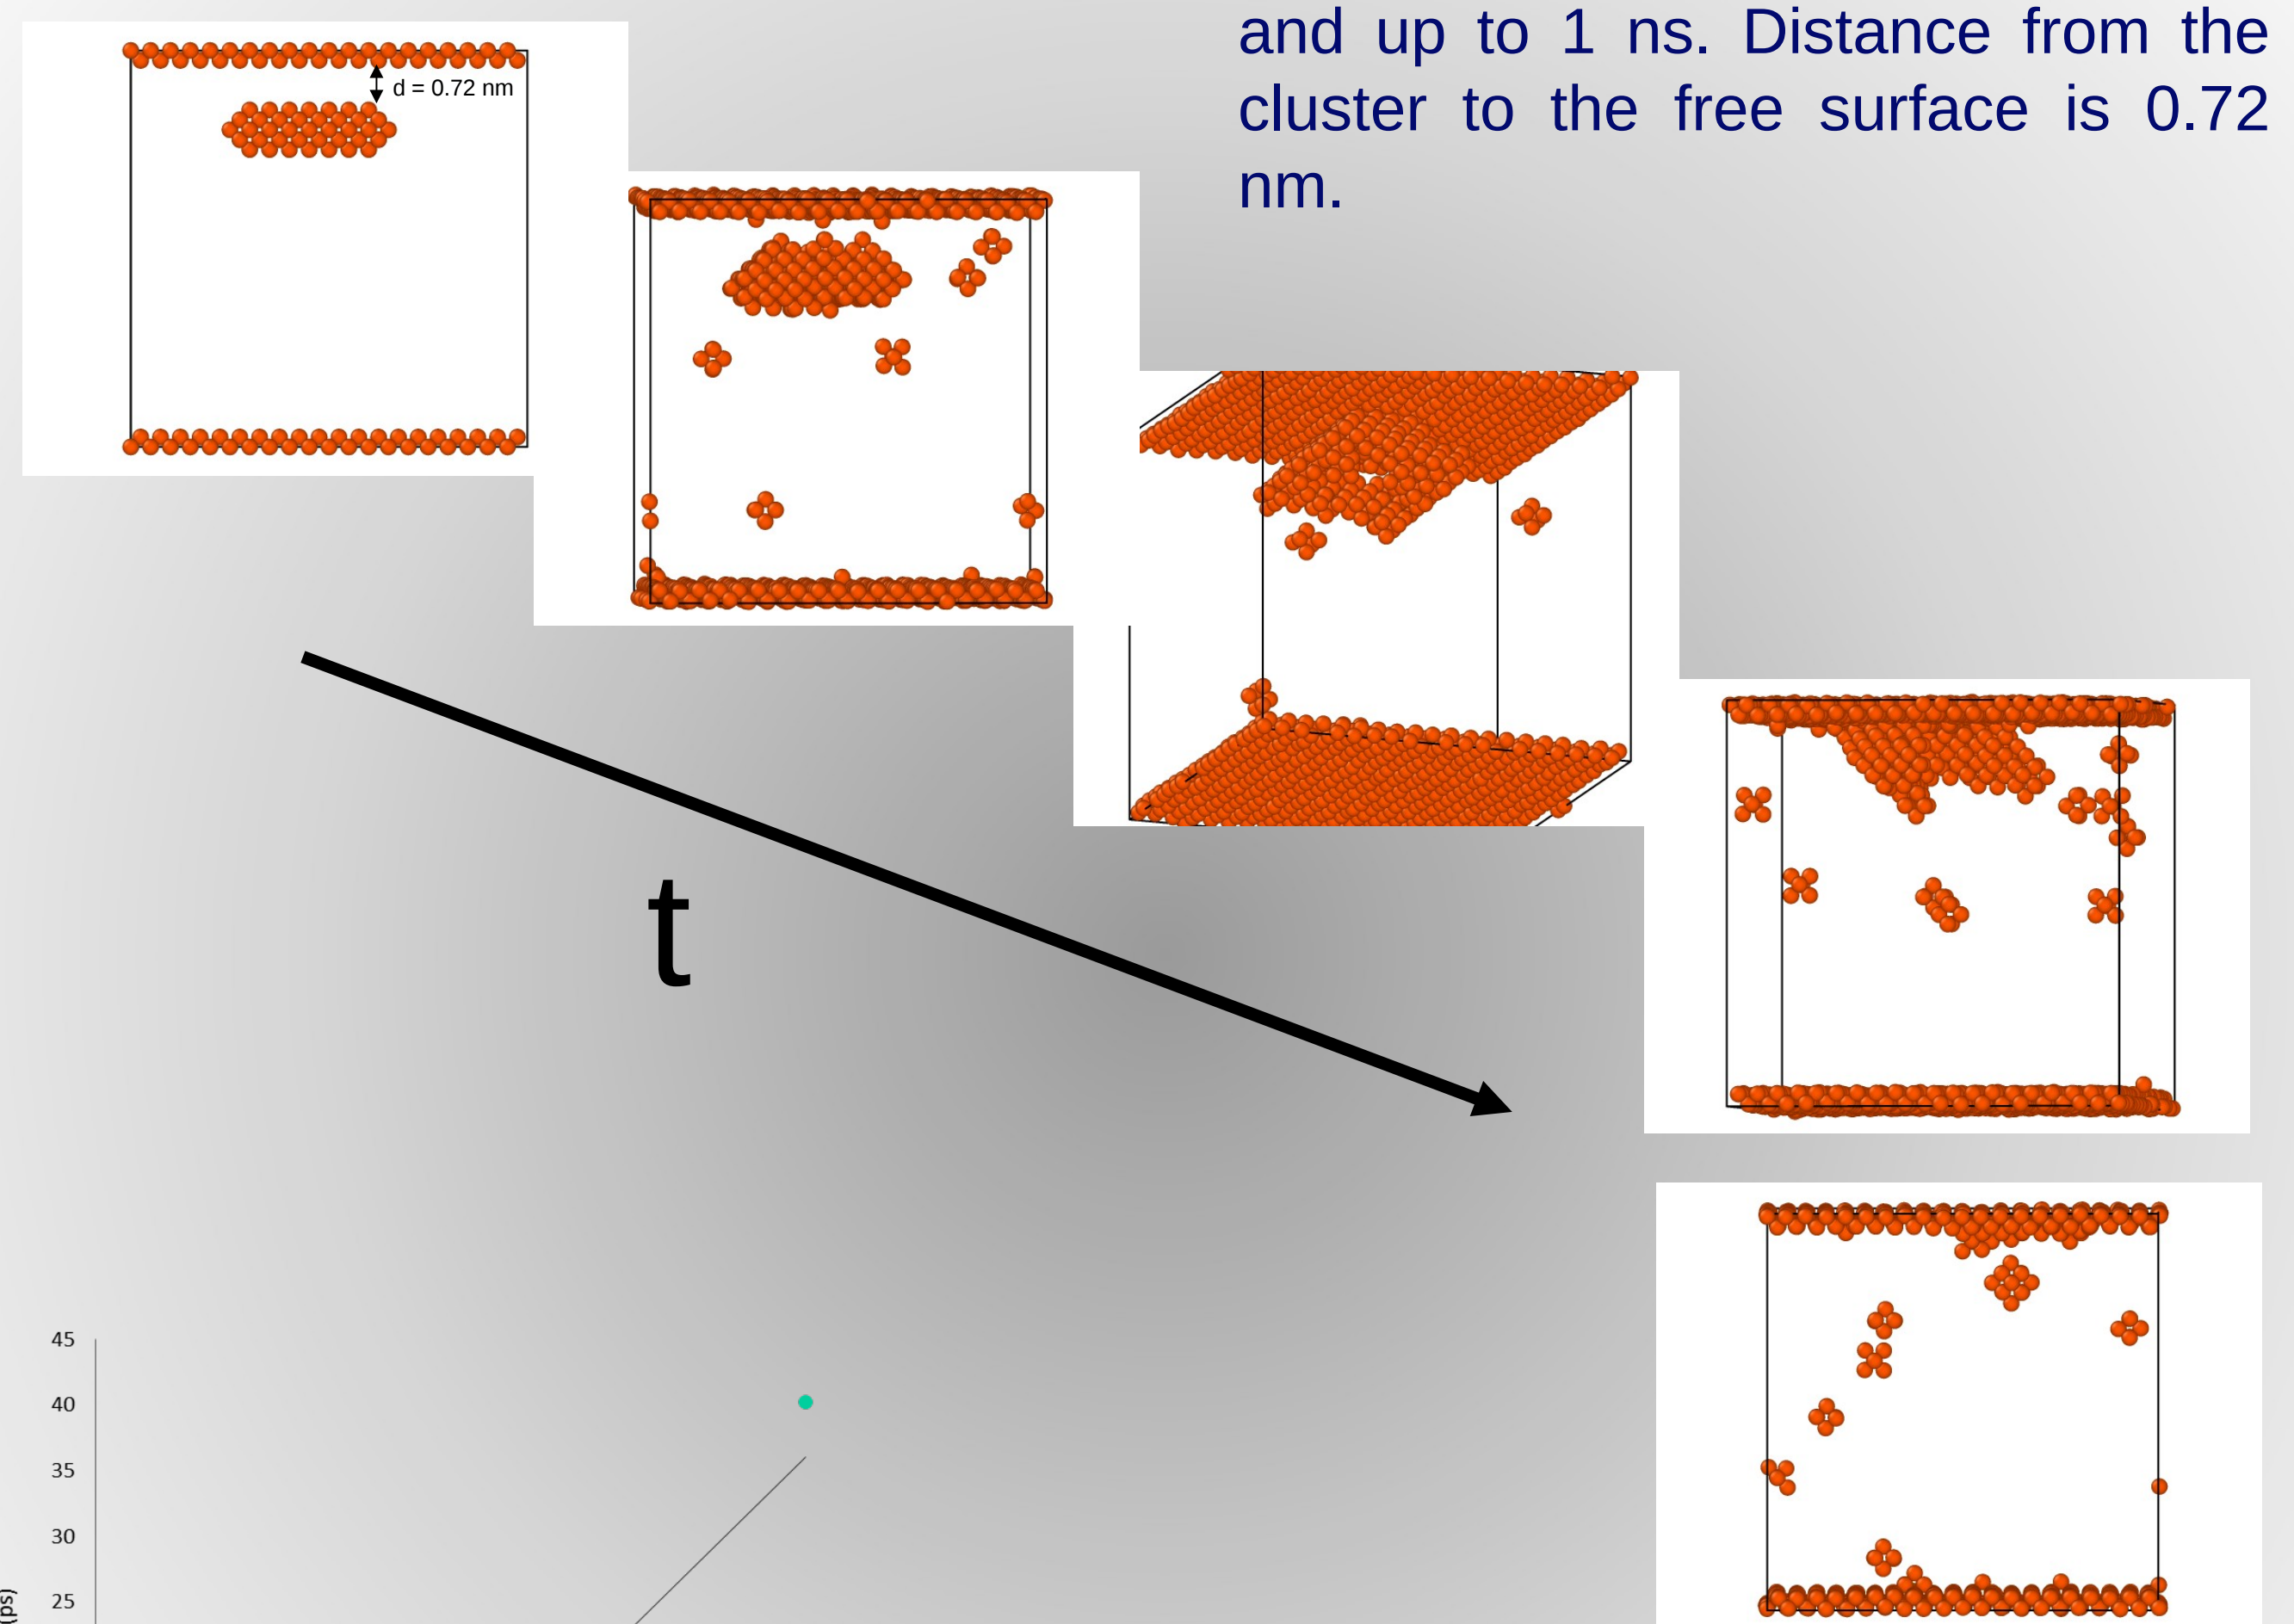 and up to 1 ns. Distance from the
cluster to the free surface is 0.72
nm.
d = 0.72 nm
t
45
40
35
30
25
(ps)